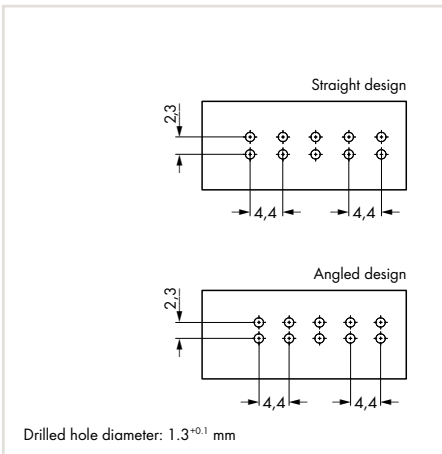 Straight design
2,3
4,4 4,4
Angled design
2,3
4,4 4,4
Drilled hole diameter: 1.3+0.1 mm